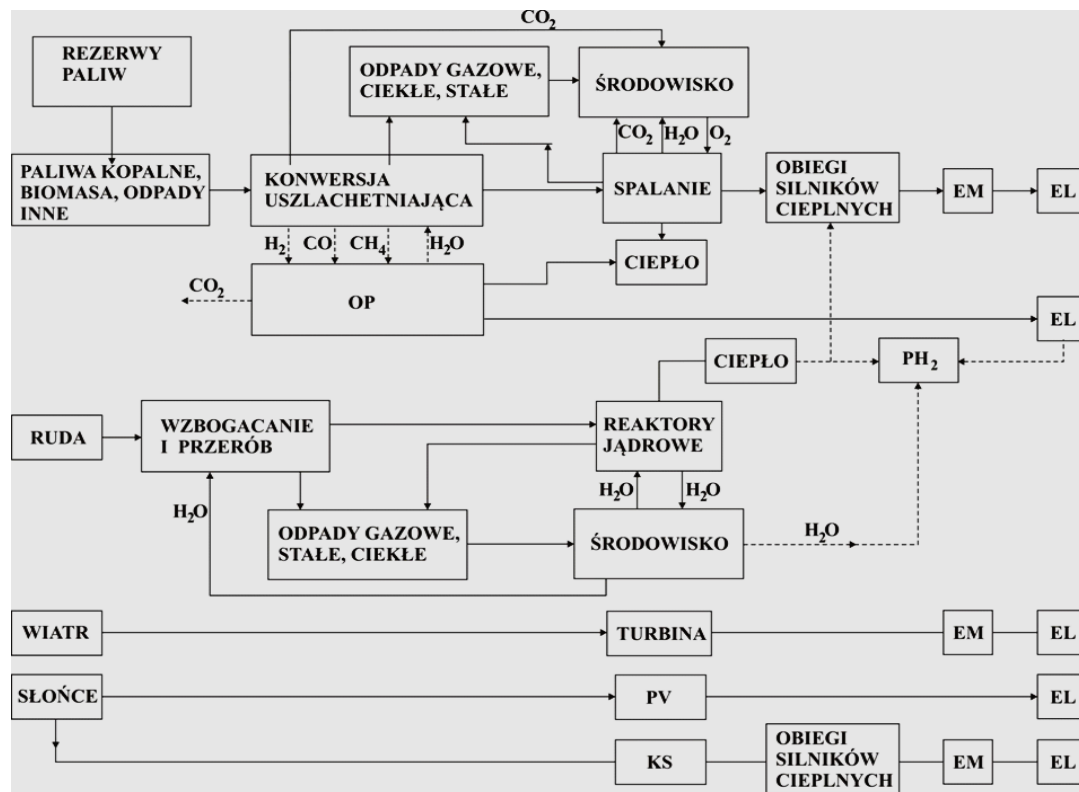 CO2
REZERWY
PALIW
ODPADY GAZOWE,
CIEKŁE, STAŁE
ŚRODOWISKO
CO2 H2O O2
PALIWA KOPALNE,
BIOMASA, ODPADY
INNE
KONWERSJA
USZLACHETNIAJĄCA
SPALANIE
OBIEGI
SILNIKÓW
CIEPLNYCH
EM
EL
H2 CO CH4 H2O
CIEPŁO
CO2
OP
EL
CIEPŁO
PH2
RUDA
WZBOGACANIE
I PRZERÓB
REAKTORY
JĄDROWE
H2O
H2O H2O
ODPADY GAZOWE,
STAŁE, CIEKŁE
ŚRODOWISKO
H2O
WIATR
TURBINA
EM
EL
SŁOŃCE
PV
EL
KS
OBIEGI
SILNIKÓW
CIEPLNYCH
EM
EL